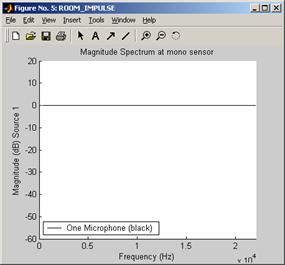 Figure No. 5: ROOM_IMPULSE
File Edit View Insert Tools Window Help
A
Magnitude Spectrum at mono sensor
Magnitude (dB) Source 1
20
10
0
-10
-20
-30
-40
-50
-60
One Microphone (black)
0 0.5 1 1.5 2
Frequency (Hz)
x 10^4